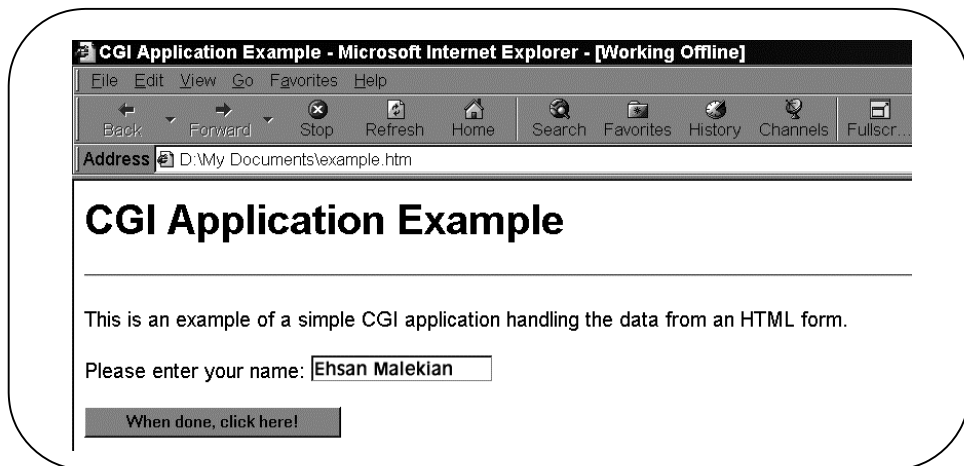 CGI Application Example - Microsoft Internet Explorer - [Working Offline]
File Edit View Go Favorites Help
Back Forward Stop Refresh Home Search Favorites History Channels Fullscr...
Address D:\My Documents\example.htm
CGI Application Example
This is an example of a simple CGI application handling the data from an HTML form.
Please enter your name: Ehsan Malekian
When done, click here!